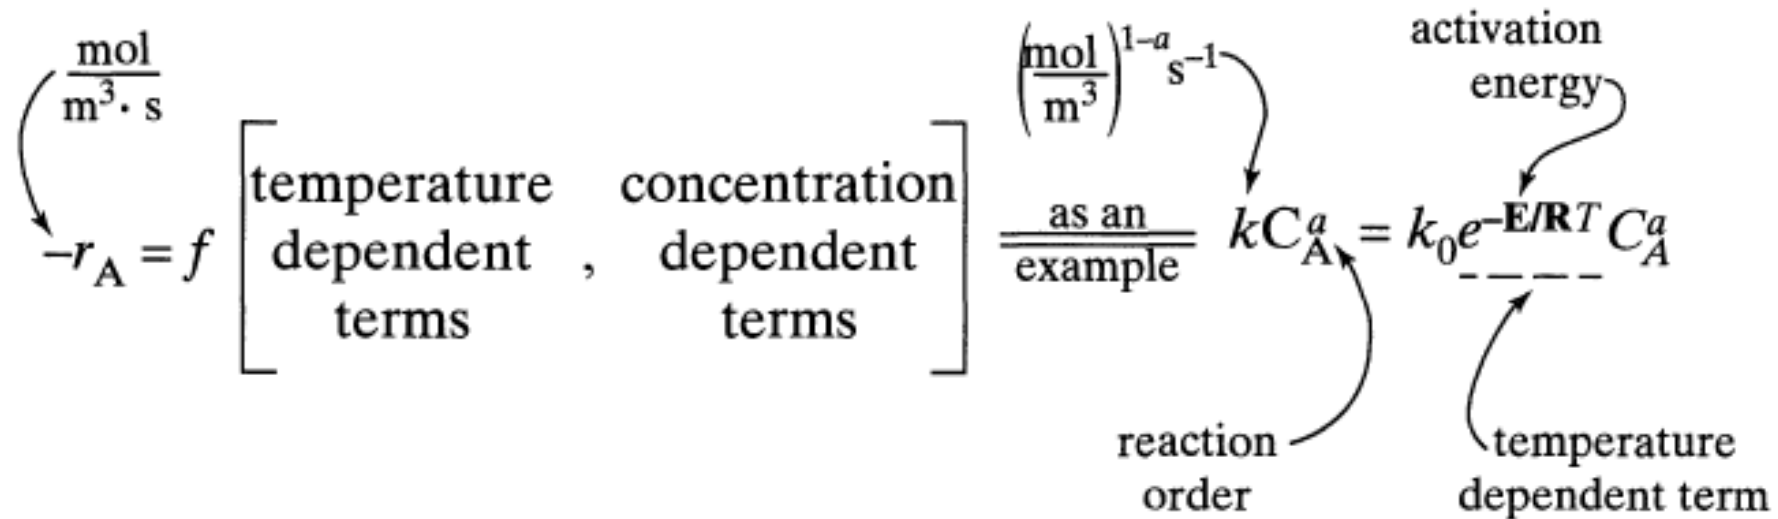 mol
m³· s
(mol
m³)^1–a s^–1
activation
energy
–r_A = f [temperature dependent terms , concentration dependent terms] as an example kC_A^a = k_0e^–E/RT C_A^a
reaction
order
temperature
dependent term